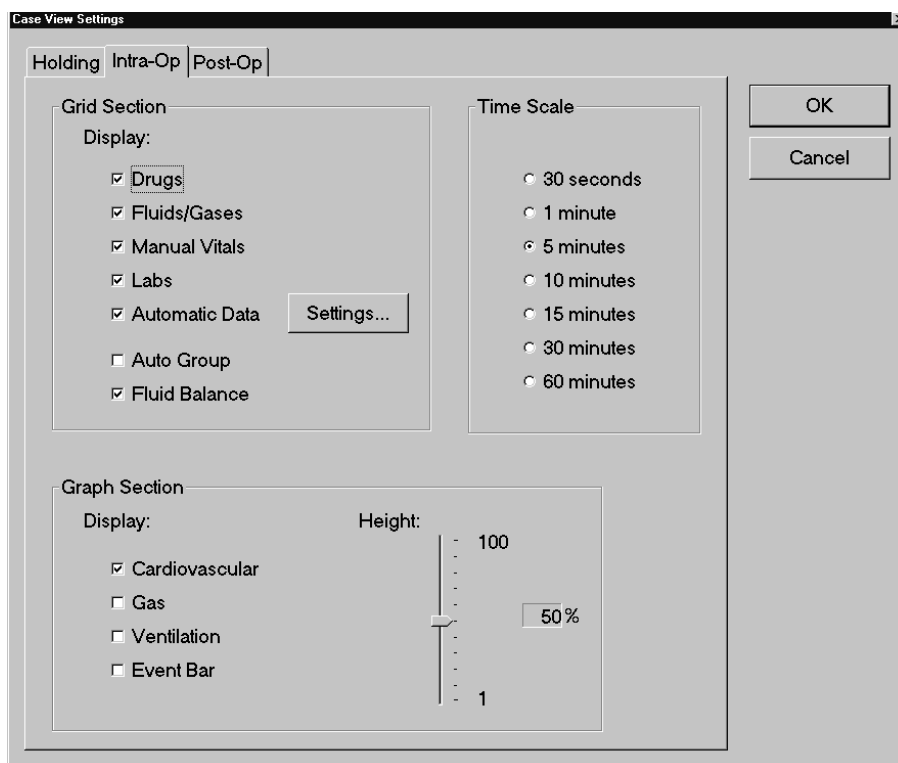 Case View Settings
Holding Intra-Op Post-Op
Grid Section
Display:
Drugs
Fluids/Gases
Manual Vitals
Labs
Automatic Data Settings...
Auto Group
Fluid Balance
Time Scale
30 seconds
1 minute
5 minutes
10 minutes
15 minutes
30 minutes
60 minutes
OK
Cancel
Graph Section
Display:
Cardiovascular
Gas
Ventilation
Event Bar
Height:
100
50 %
1